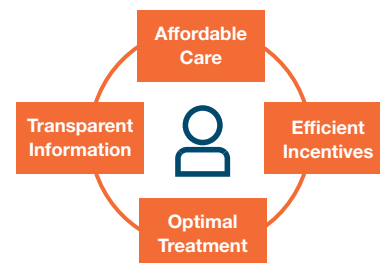 Affordable
Care
Transparent
Information
Efficient
Incentives
Optimal
Treatment